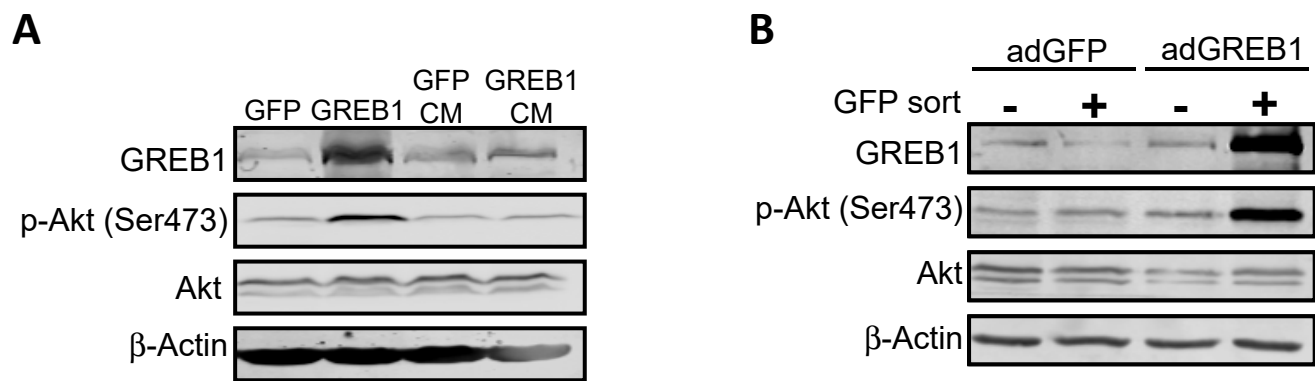 A
GFP GREB1 GFP CM GREB1 CM
GREB1
p-Akt (Ser473)
Akt
β-Actin
B
adGFP adGREB1
GFP sort - + - +
GREB1
p-Akt (Ser473)
Akt
β-Actin